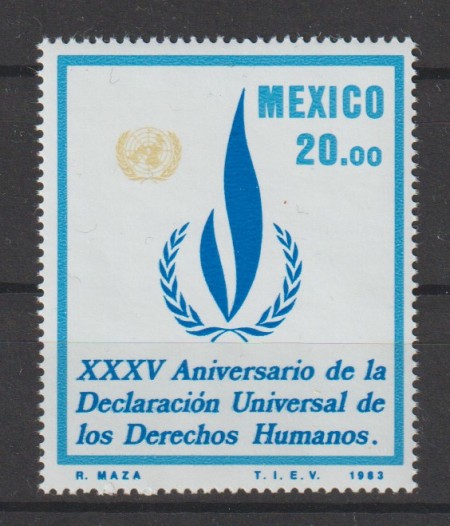 MEXICO
20.00
XXXV Aniversario de la
Declaración Universal de
los Derechos Humanos.
R. MAZA T.I.E.V. 1983